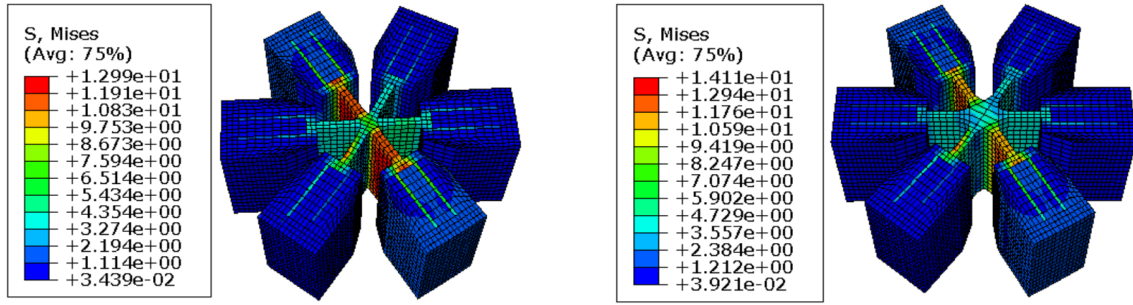 S, Mises
(Avg: 75%)
+1.299e+01
+1.191e+01
+1.083e+01
+9.753e+00
+8.673e+00
+7.594e+00
+6.514e+00
+5.434e+00
+4.354e+00
+3.274e+00
+2.194e+00
+1.114e+00
+3.439e-02
S, Mises
(Avg: 75%)
+1.411e+01
+1.294e+01
+1.176e+01
+1.059e+01
+9.419e+00
+8.247e+00
+7.074e+00
+5.902e+00
+4.729e+00
+3.557e+00
+2.384e+00
+1.212e+00
+3.921e-02